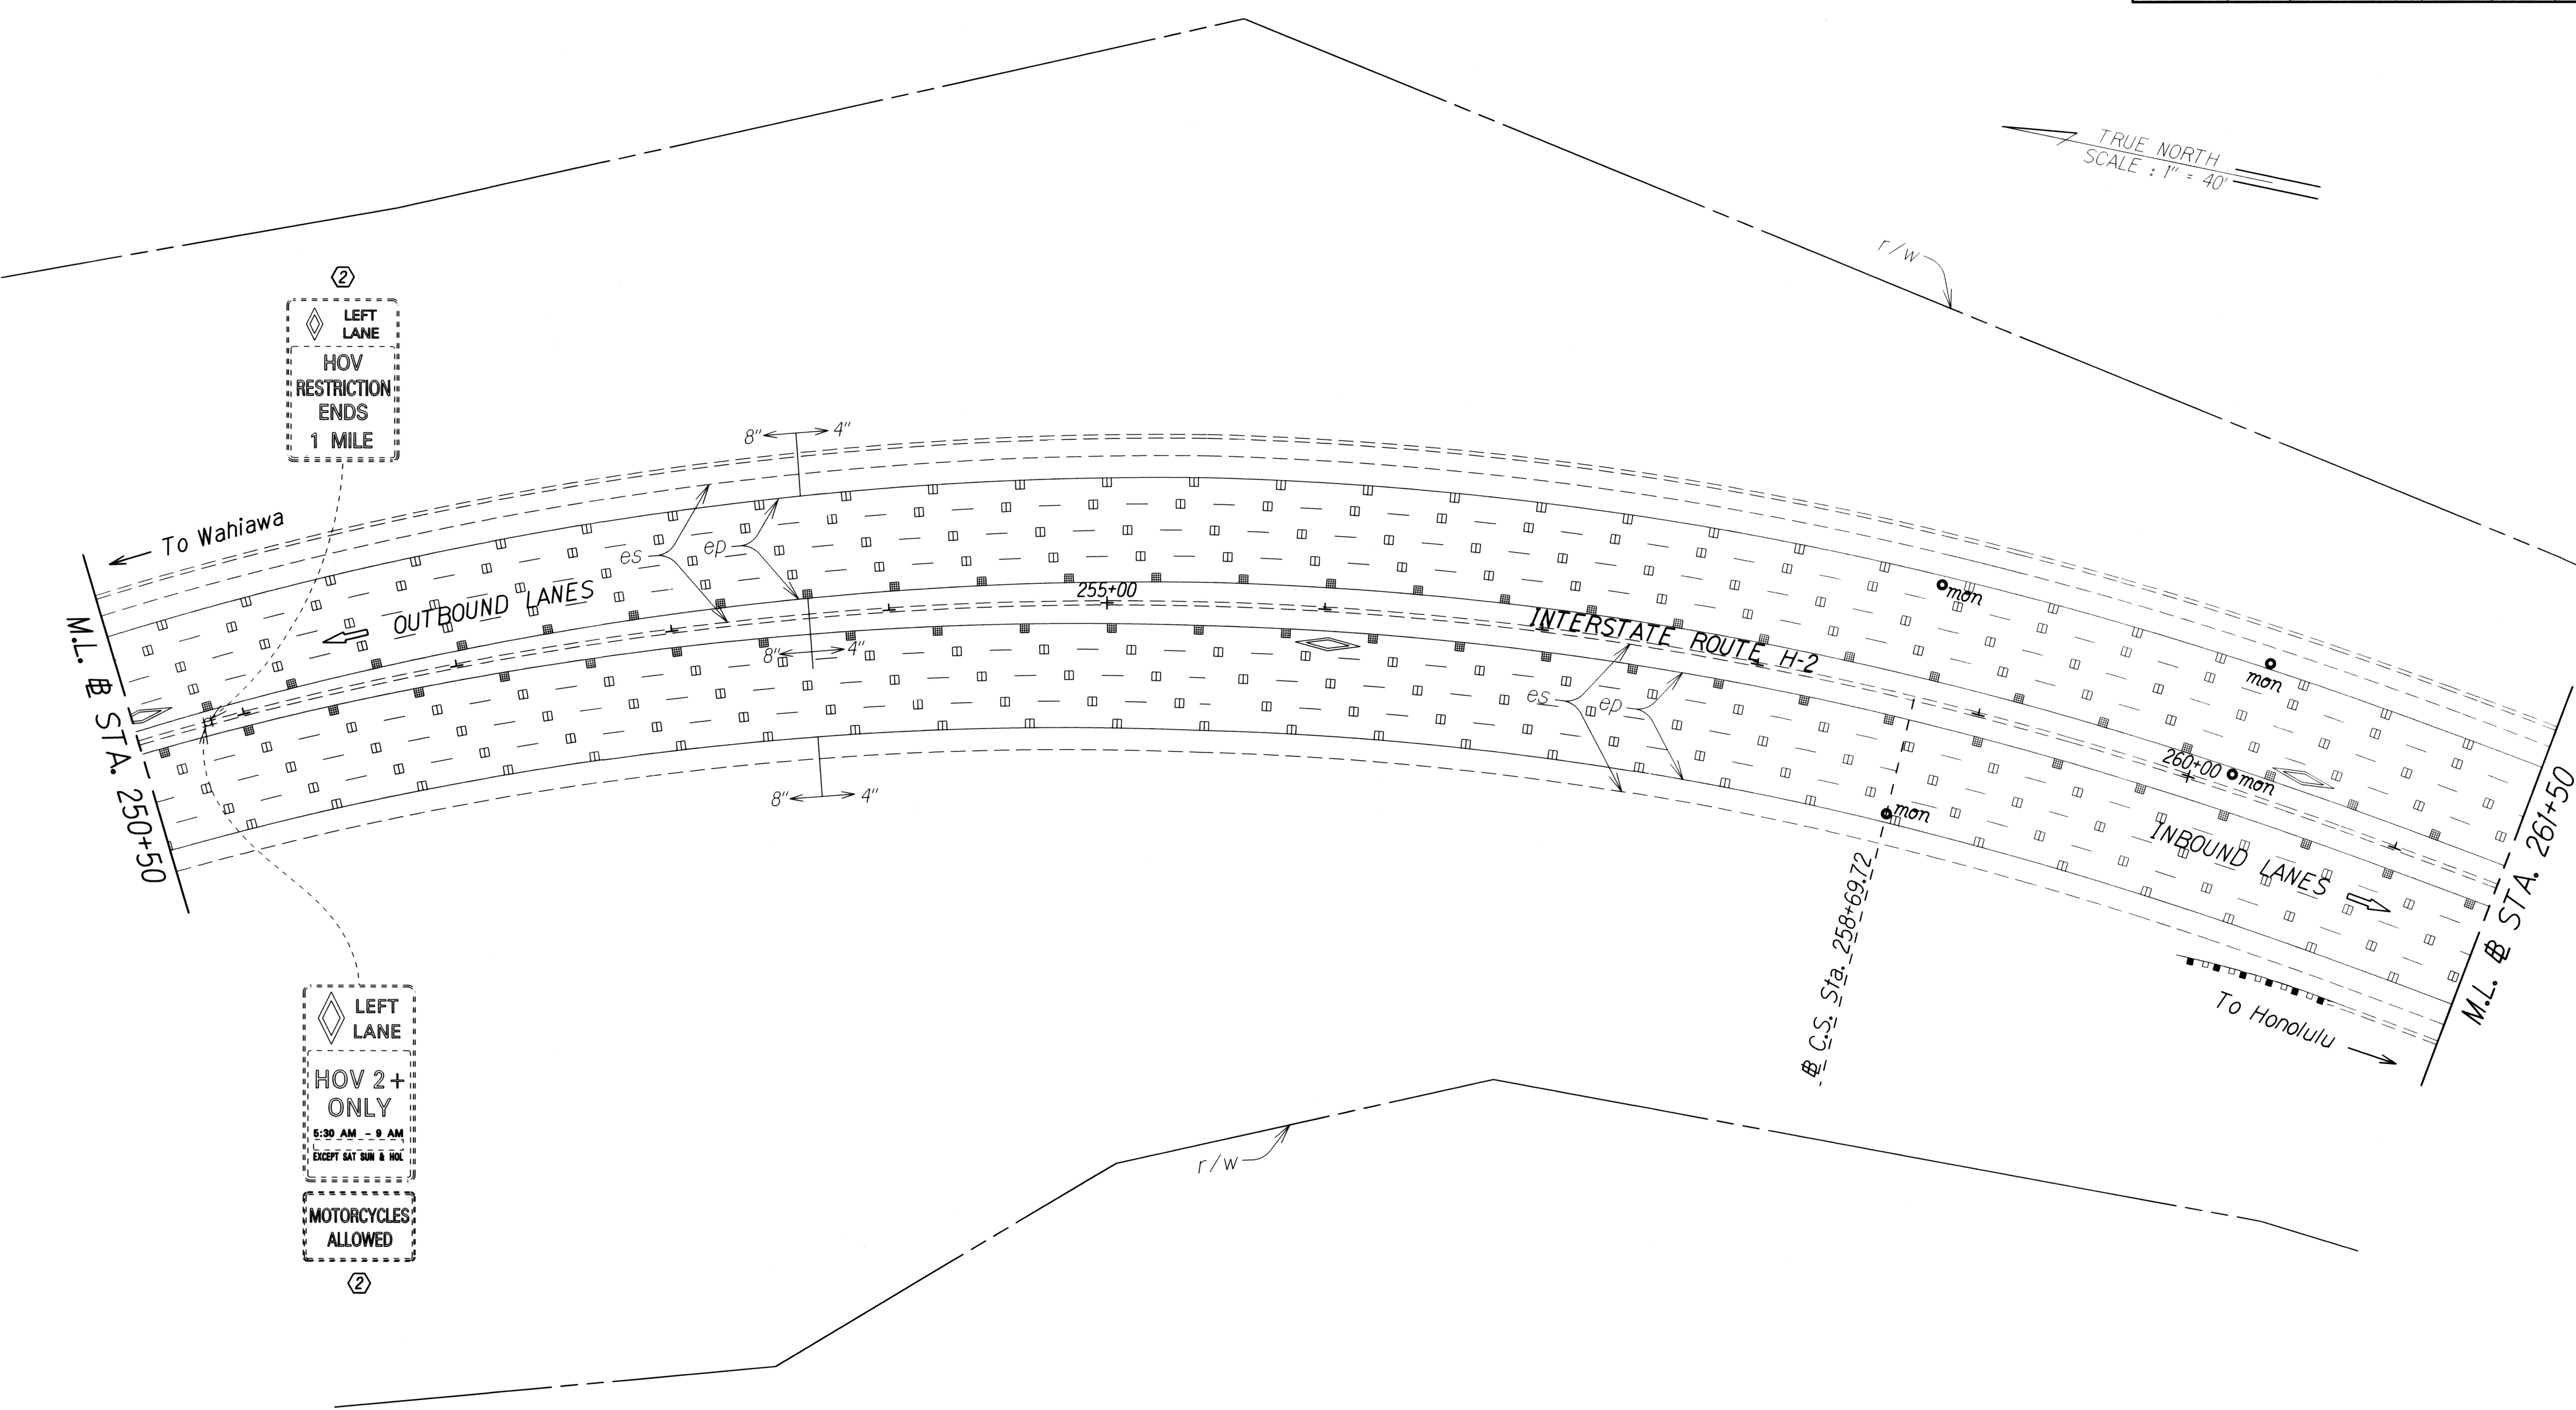 TRUE NORTH
SCALE : 1" = 40'
r/w
2
LEFT
LANE
HOV
RESTRICTION
ENDS
1 MILE
8" 4"
To Wahiawa
es
ep
OUTBOUND LANES
255+00
INTERSTATE ROUTE H-2
mon
mon
8" 4"
es
ep
8" 4"
260+00
mon
mon
INBOUND LANES
M.L. ⅊ STA. 250+50
M.L. ⅊ STA. 261+50
⅊ C.S. Sta. 258+69.72
To Honolulu
LEFT
LANE
HOV 2+
ONLY
5:30 AM - 9 AM
EXCEPT SAT SUN & HOL
MOTORCYCLES
ALLOWED
2
r/w